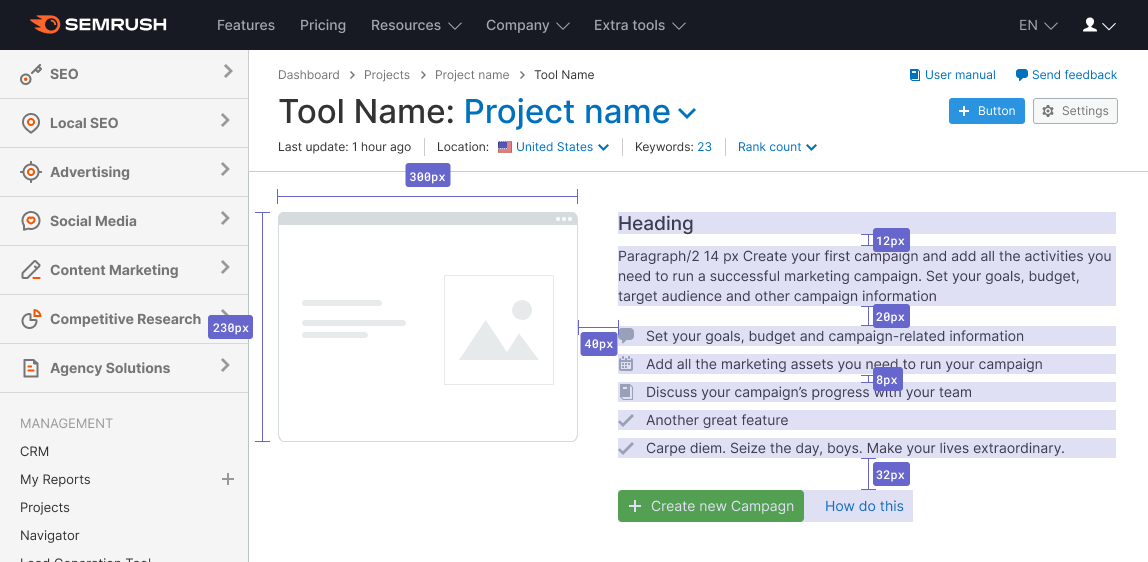 SEMRUSH Features Pricing Resources Company Extra tools EN
SEO
Local SEO
Advertising
Social Media
Content Marketing
Competitive Research
Agency Solutions
MANAGEMENT
CRM
My Reports
Projects
Navigator
Lead Generation Tool
Dashboard Projects Project name Tool Name
User manual Send feedback
Tool Name: Project name
Button Settings
Last update: 1 hour ago Location: United States Keywords: 23 Rank count
300px
230px
40px
Heading
12px
Paragraph/2 14 px Create your first campaign and add all the activities you
need to run a successful marketing campaign. Set your goals, budget,
target audience and other campaign information
20px
Set your goals, budget and campaign-related information
Add all the marketing assets you need to run your campaign
8px
Discuss your campaign’s progress with your team
Another great feature
Carpe diem. Seize the day, boys. Make your lives extraordinary.
32px
Create new Campagn How do this